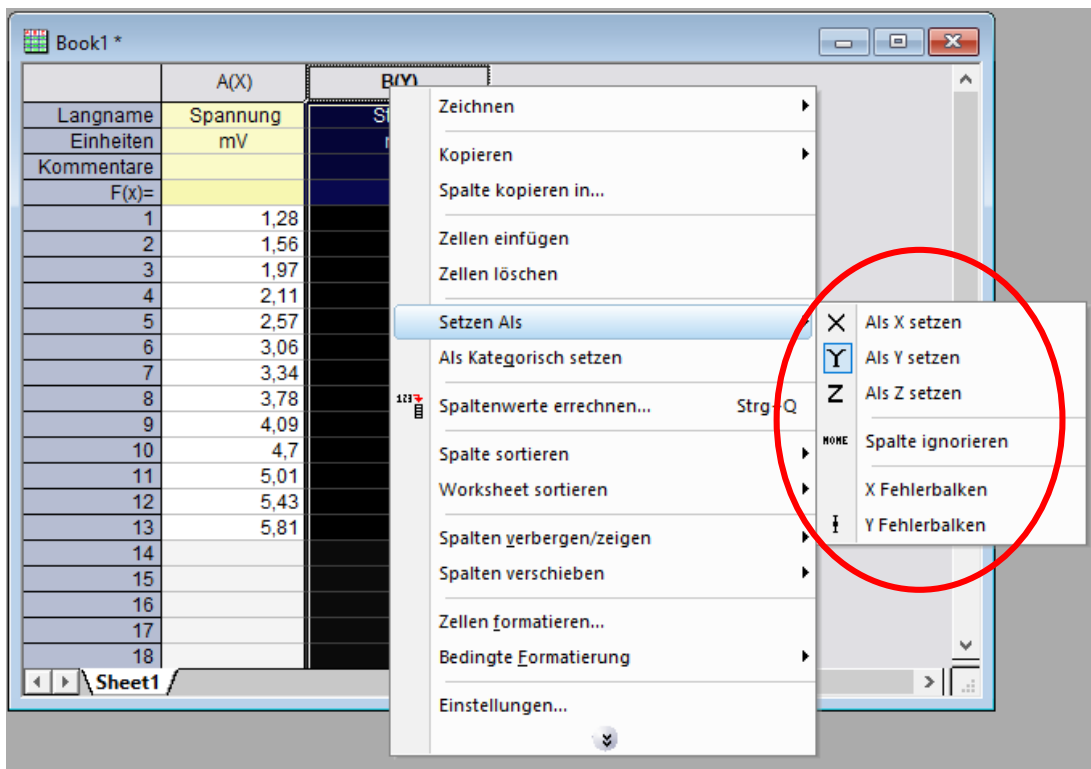 Book1 *
A(X) B(Y)
Langname Spannung
Einheiten mV
Kommentare
F(x)=
1 1,28
2 1,56
3 1,97
4 2,11
5 2,57
6 3,06
7 3,34
8 3,78
9 4,09
10 4,7
11 5,01
12 5,43
13 5,81
14
15
16
17
18
Sheet1
Zeichnen
Kopieren
Spalte kopieren in...
Zellen einfügen
Zellen löschen
Setzen Als
Als Kategorisch setzen
Spaltenwerte errechnen... Strg+Q
Spalte sortieren
Worksheet sortieren
Spalten verbergen/zeigen
Spalten verschieben
Zellen formatieren...
Bedingte Formatierung
Einstellungen...
X Als X setzen
Y Als Y setzen
Z Als Z setzen
NONE Spalte ignorieren
X Fehlerbalken
Y Fehlerbalken